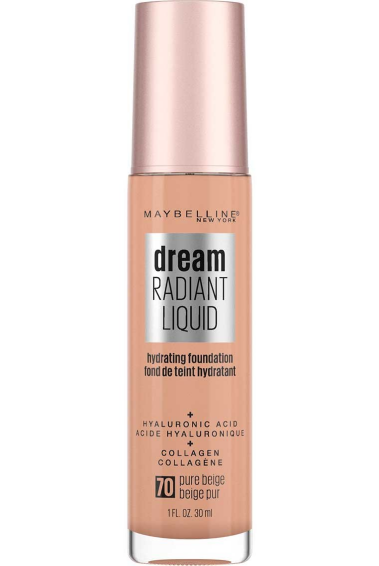 MAYBELLINE®
NEW YORK
dream
RADIANT
LIQUID
hydrating foundation
fond de teint hydratant
+
HYALURONIC ACID
ACIDE HYALURONIQUE
+
COLLAGEN
COLLAGÈNE
70 pure beige
beige pur
1 FL. OZ. 30 ml